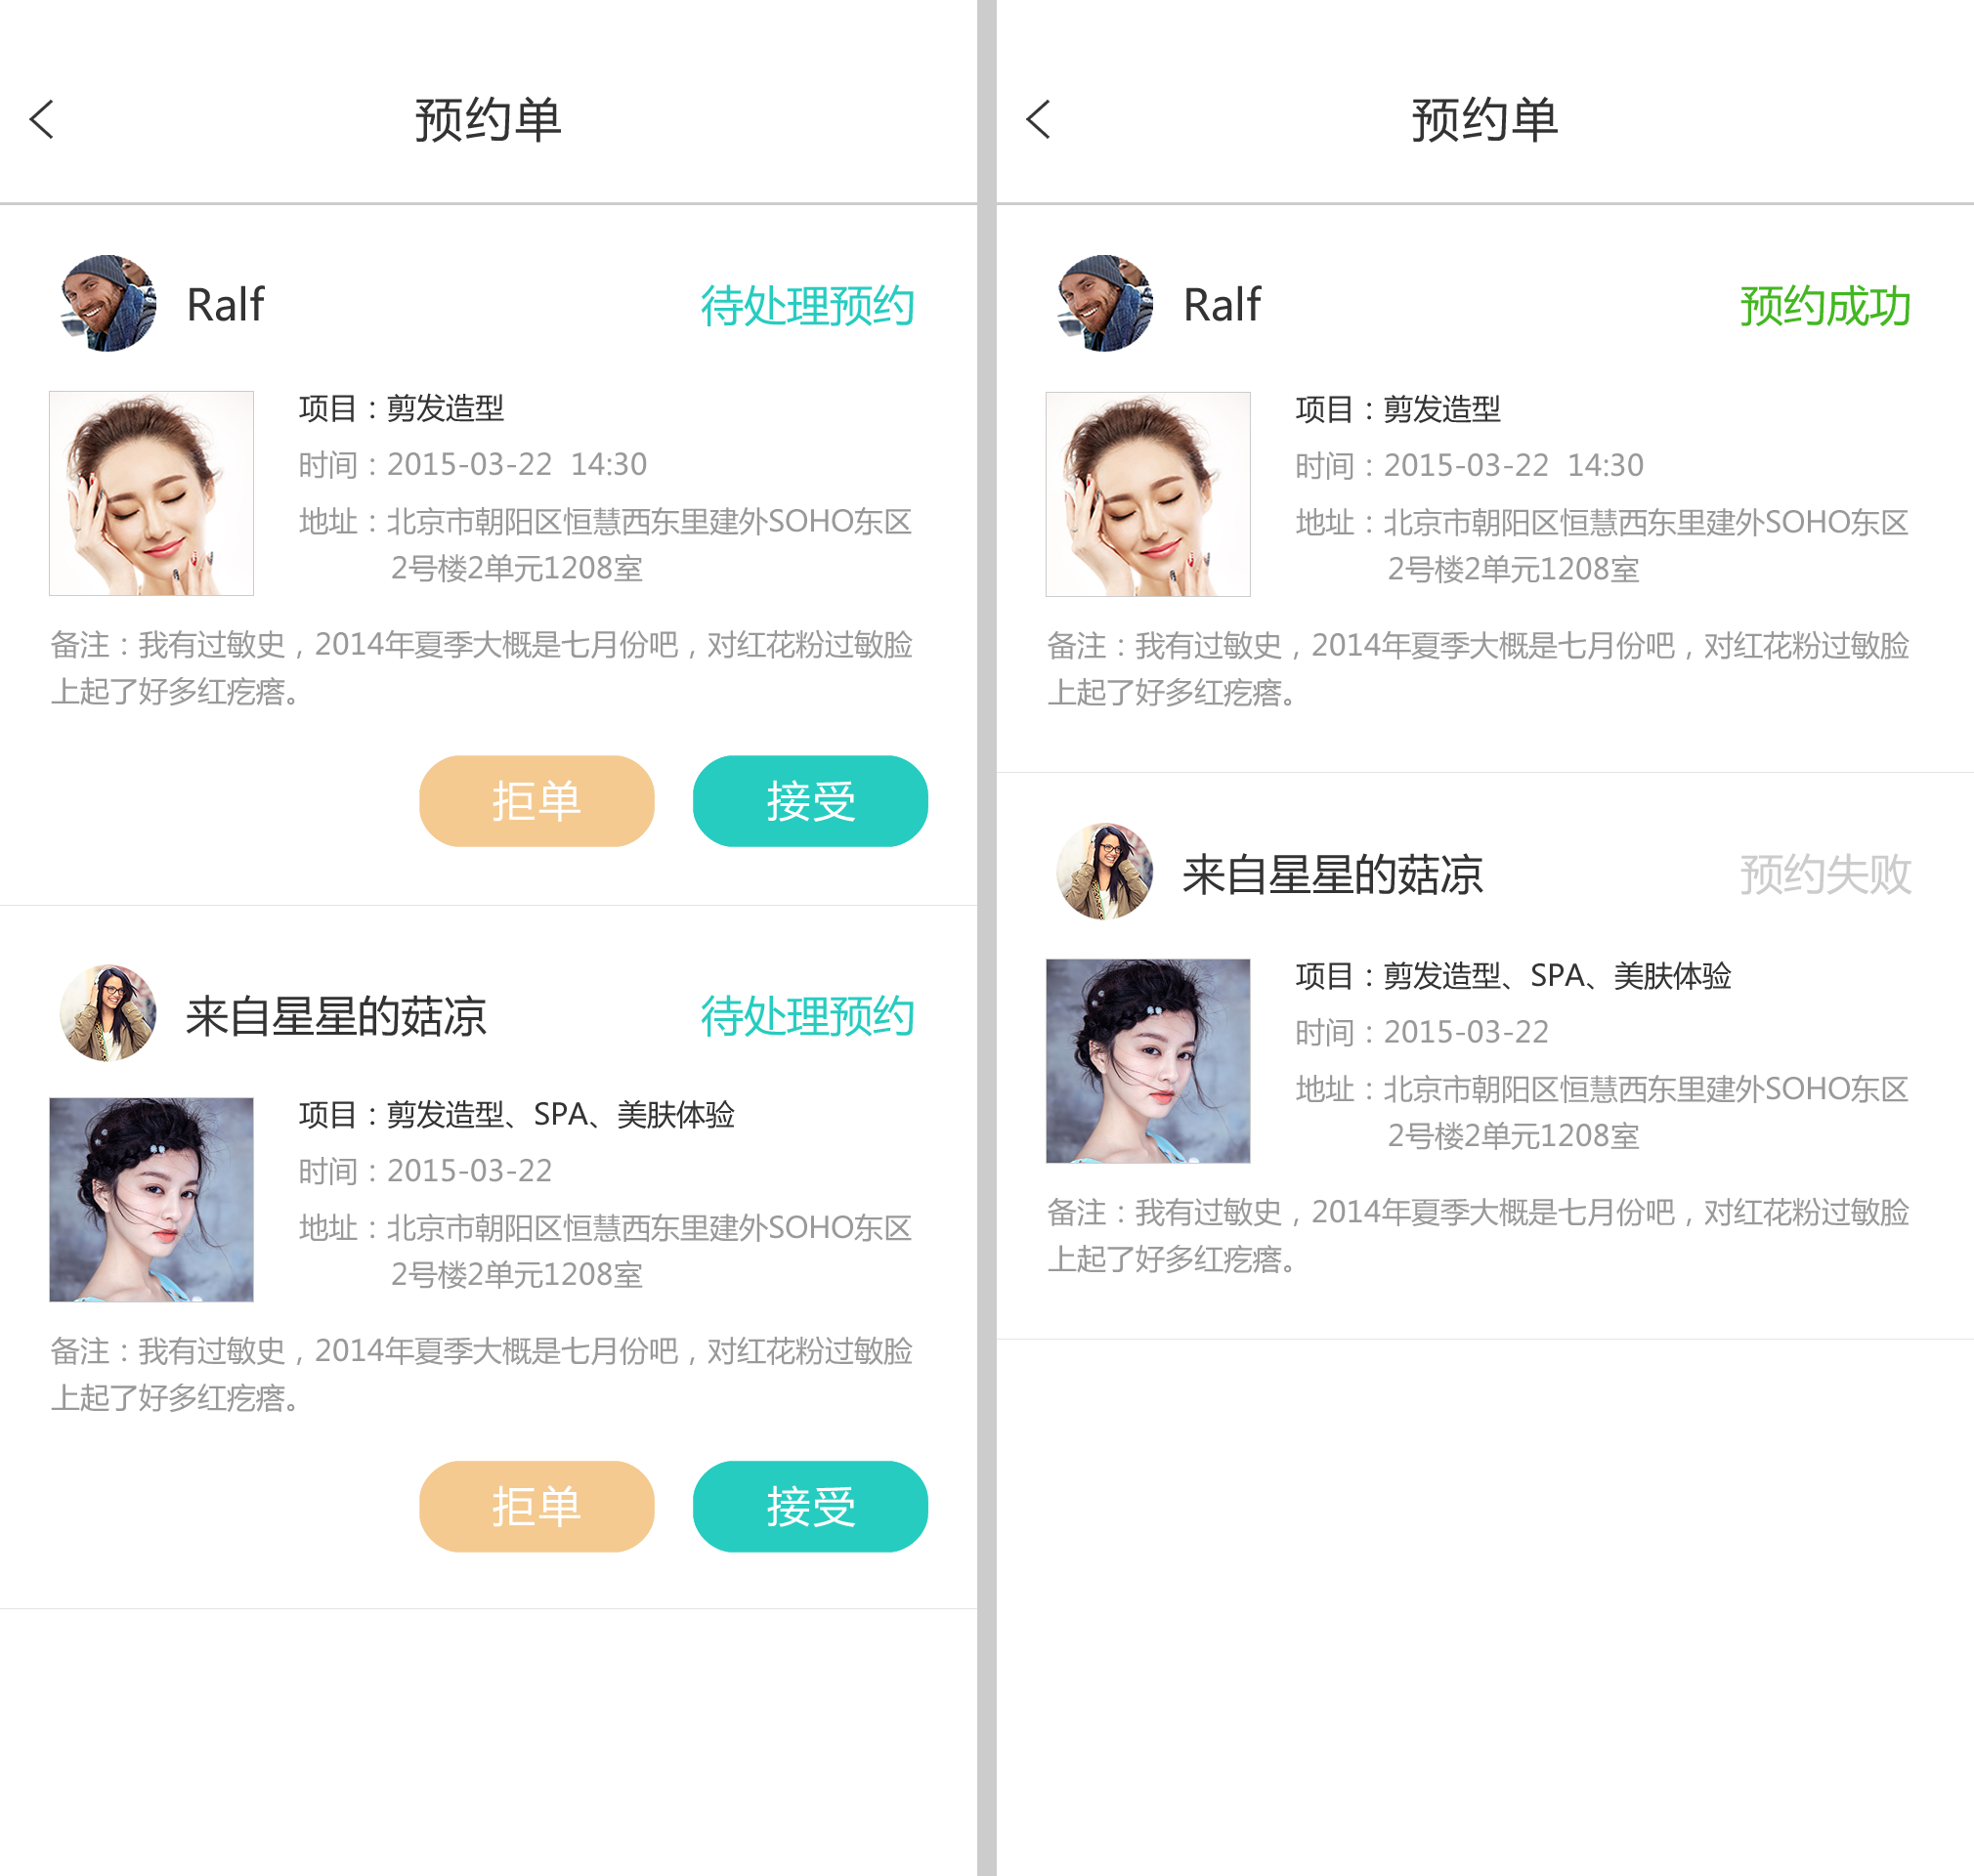 预约单
Ralf
待处理预约
项目：剪发造型
时间：2015-03-22  14:30
地址：北京市朝阳区恒慧西东里建外SOHO东区
2号楼2单元1208室
备注：我有过敏史，2014年夏季大概是七月份吧，对红花粉过敏脸
上起了好多红疙瘩。
拒单
接受
来自星星的菇凉
待处理预约
项目：剪发造型、SPA、美肤体验
时间：2015-03-22
地址：北京市朝阳区恒慧西东里建外SOHO东区
2号楼2单元1208室
备注：我有过敏史，2014年夏季大概是七月份吧，对红花粉过敏脸
上起了好多红疙瘩。
拒单
接受
预约单
Ralf
预约成功
项目：剪发造型
时间：2015-03-22  14:30
地址：北京市朝阳区恒慧西东里建外SOHO东区
2号楼2单元1208室
备注：我有过敏史，2014年夏季大概是七月份吧，对红花粉过敏脸
上起了好多红疙瘩。
来自星星的菇凉
预约失败
项目：剪发造型、SPA、美肤体验
时间：2015-03-22
地址：北京市朝阳区恒慧西东里建外SOHO东区
2号楼2单元1208室
备注：我有过敏史，2014年夏季大概是七月份吧，对红花粉过敏脸
上起了好多红疙瘩。